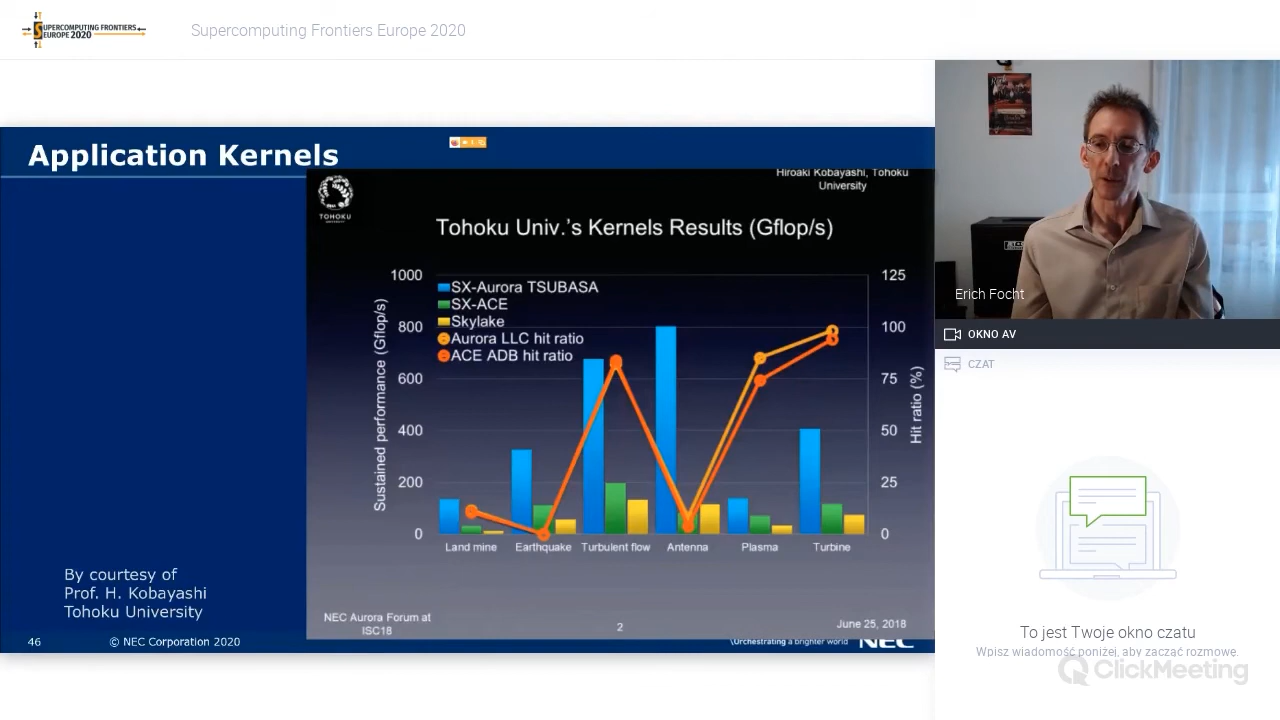 SUPERCOMPUTING FRONTIERS
EUROPE 2020
Supercomputing Frontiers Europe 2020
Application Kernels
TOHOKU
Hiroaki Kobayashi, Tohoku
University
Tohoku Univ.'s Kernels Results (Gflop/s)
Sustained performance (Gflop/s)
1000
800
600
400
200
0
SX-Aurora TSUBASA
SX-ACE
Skylake
Aurora LLC hit ratio
ACE ADB hit ratio
125
100
75
50
25
0
Hit ratio (%)
Land mine Earthquake Turbulent flow Antenna Plasma Turbine
By courtesy of
Prof. H. Kobayashi
Tohoku University
NEC Aurora Forum at
ISC18
2
June 25, 2018
46
© NEC Corporation 2020
\Orchestrating a brighter world
NEC
Erich Focht
OKNO AV
CZAT
To jest Twoje okno czatu
Wpisz wiadomość poniżej, aby zacząć rozmowę.
ClickMeeting